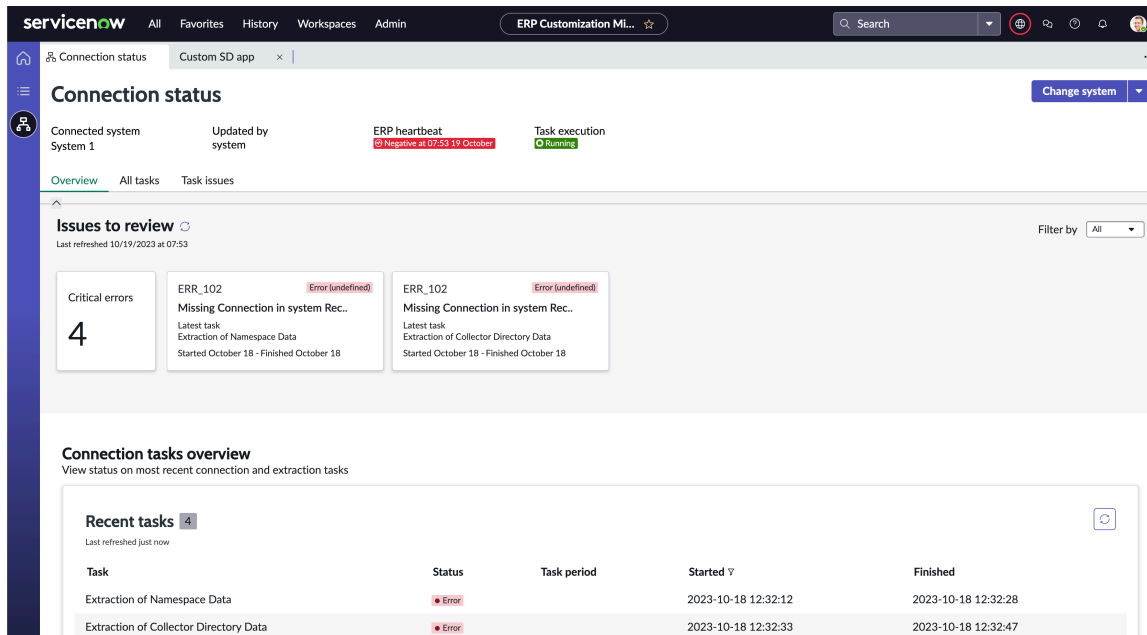 servicenow All Favorites History Workspaces Admin ERP Customization Mi... Search
Connection status Custom SD app ×
Connection status Change system
Connected system Updated by ERP heartbeat Task execution
System 1 system Negative at 07:53 19 October Running
Overview All tasks Task issues
Issues to review Filter by All
Last refreshed 10/19/2023 at 07:53
Critical errors
4
ERR_102 Error (undefined)
Missing Connection in system Rec..
Latest task
Extraction of Namespace Data
Started October 18 - Finished October 18
ERR_102 Error (undefined)
Missing Connection in system Rec..
Latest task
Extraction of Collector Directory Data
Started October 18 - Finished October 18
Connection tasks overview
View status on most recent connection and extraction tasks
Recent tasks 4
Last refreshed just now
Task Status Task period Started Finished
Extraction of Namespace Data Error 2023-10-18 12:32:12 2023-10-18 12:32:28
Extraction of Collector Directory Data Error 2023-10-18 12:32:33 2023-10-18 12:32:47